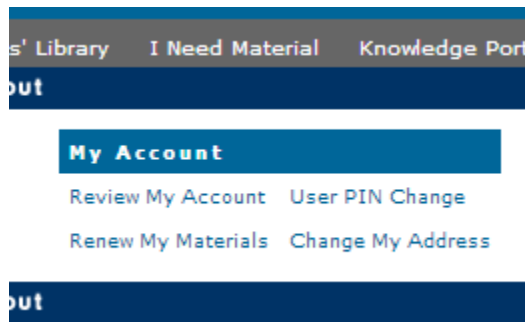 s' Library I Need Material Knowledge Port
out
My Account
Review My Account User PIN Change
Renew My Materials Change My Address
out